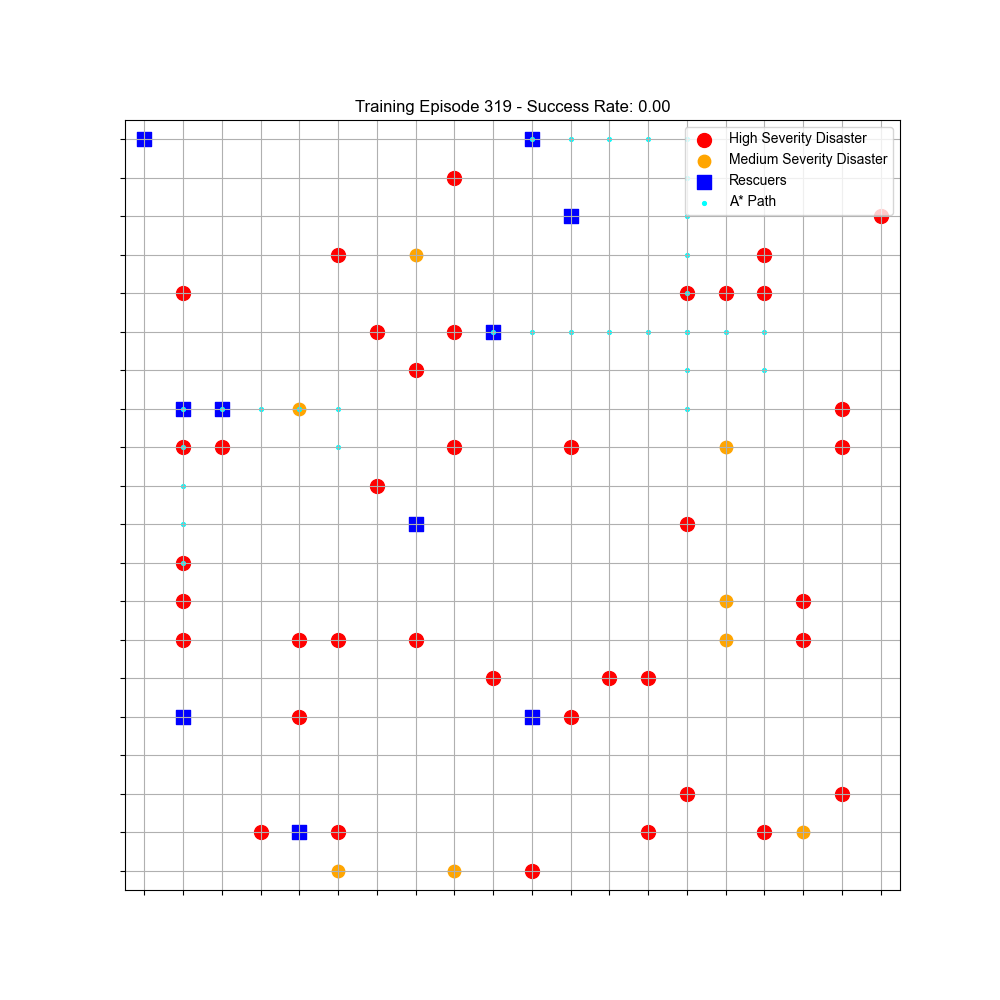 Training Episode 319 - Success Rate: 0.00
High Severity Disaster
Medium Severity Disaster
Rescuers
A* Path